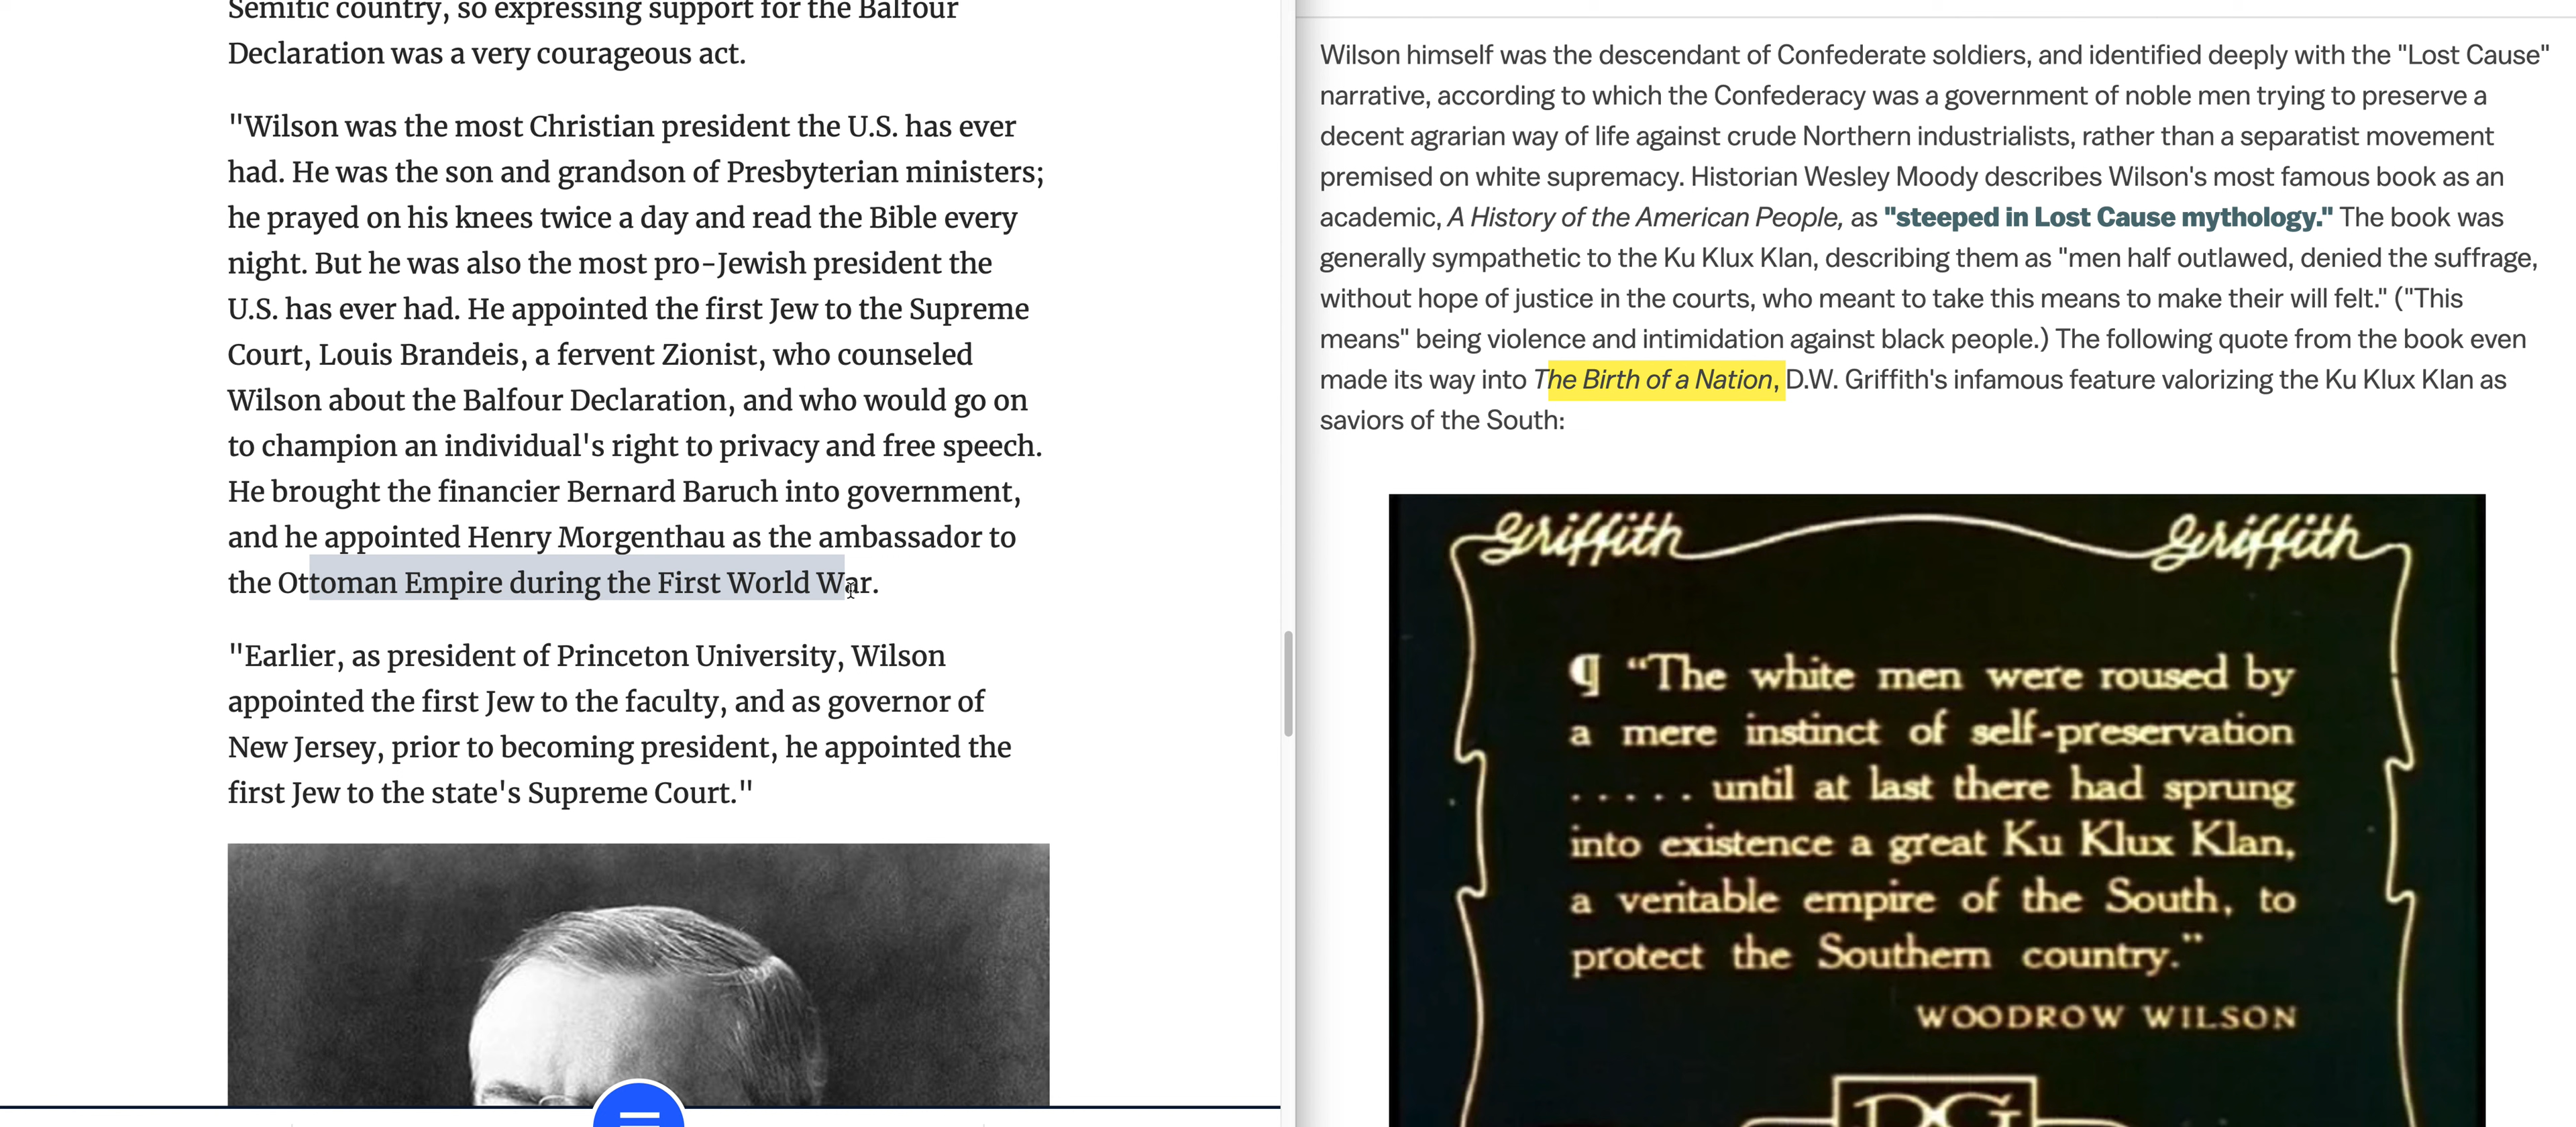 Semitic country, so expressing support for the Balfour
Declaration was a very courageous act.
"Wilson was the most Christian president the U.S. has ever
had. He was the son and grandson of Presbyterian ministers;
he prayed on his knees twice a day and read the Bible every
night. But he was also the most pro-Jewish president the
U.S. has ever had. He appointed the first Jew to the Supreme
Court, Louis Brandeis, a fervent Zionist, who counseled
Wilson about the Balfour Declaration, and who would go on
to champion an individual's right to privacy and free speech.
He brought the financier Bernard Baruch into government,
and he appointed Henry Morgenthau as the ambassador to
the Ottoman Empire during the First World War.
"Earlier, as president of Princeton University, Wilson
appointed the first Jew to the faculty, and as governor of
New Jersey, prior to becoming president, he appointed the
first Jew to the state's Supreme Court."
Wilson himself was the descendant of Confederate soldiers, and identified deeply with the "Lost Cause"
narrative, according to which the Confederacy was a government of noble men trying to preserve a
decent agrarian way of life against crude Northern industrialists, rather than a separatist movement
premised on white supremacy. Historian Wesley Moody describes Wilson's most famous book as an
academic, A History of the American People, as "steeped in Lost Cause mythology." The book was
generally sympathetic to the Ku Klux Klan, describing them as "men half outlawed, denied the suffrage,
without hope of justice in the courts, who meant to take this means to make their will felt." ("This
means" being violence and intimidation against black people.) The following quote from the book even
made its way into The Birth of a Nation, D.W. Griffith's infamous feature valorizing the Ku Klux Klan as
saviors of the South:
Griffith Griffith
¶ "The white men were roused by
a mere instinct of self-preservation
. . . . . until at last there had sprung
into existence a great Ku Klux Klan,
a veritable empire of the South, to
protect the Southern country."
WOODROW WILSON
DG